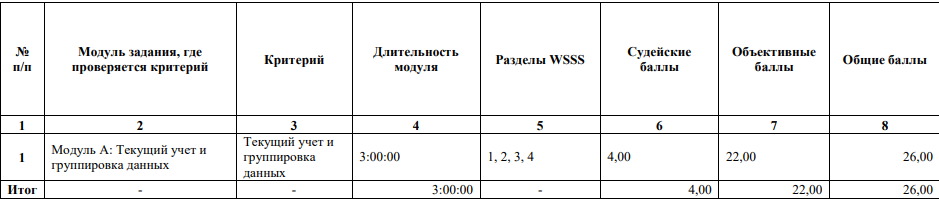 № п/п
Модуль задания, где проверяется критерий
Критерий
Длительность модуля
Разделы WSSS
Судейские баллы
Объективные баллы
Общие баллы
1 2 3 4 5 6 7 8
1
Модуль А: Текущий учет и группировка данных
Текущий учет и группировка данных
3:00:00
1, 2, 3, 4
4,00
22,00
26,00
Итог - - 3:00:00 - 4,00 22,00 26,00